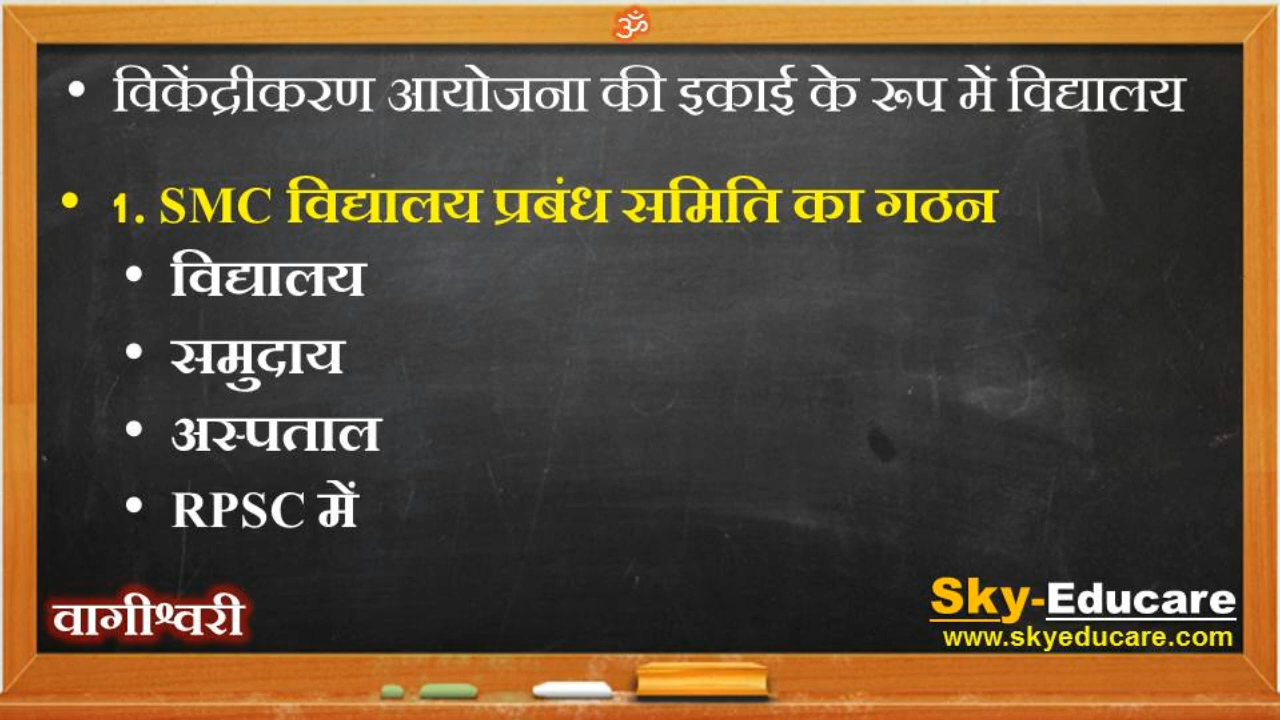 ॐ
• विकेंद्रीकरण आयोजना की इकाई के रूप में विद्यालय
• 1. SMC विद्यालय प्रबंध समिति का गठन
• विद्यालय
• समुदाय
• अस्पताल
• RPSC में
वागीश्वरी
Sky-Educare
www.skyeducare.com